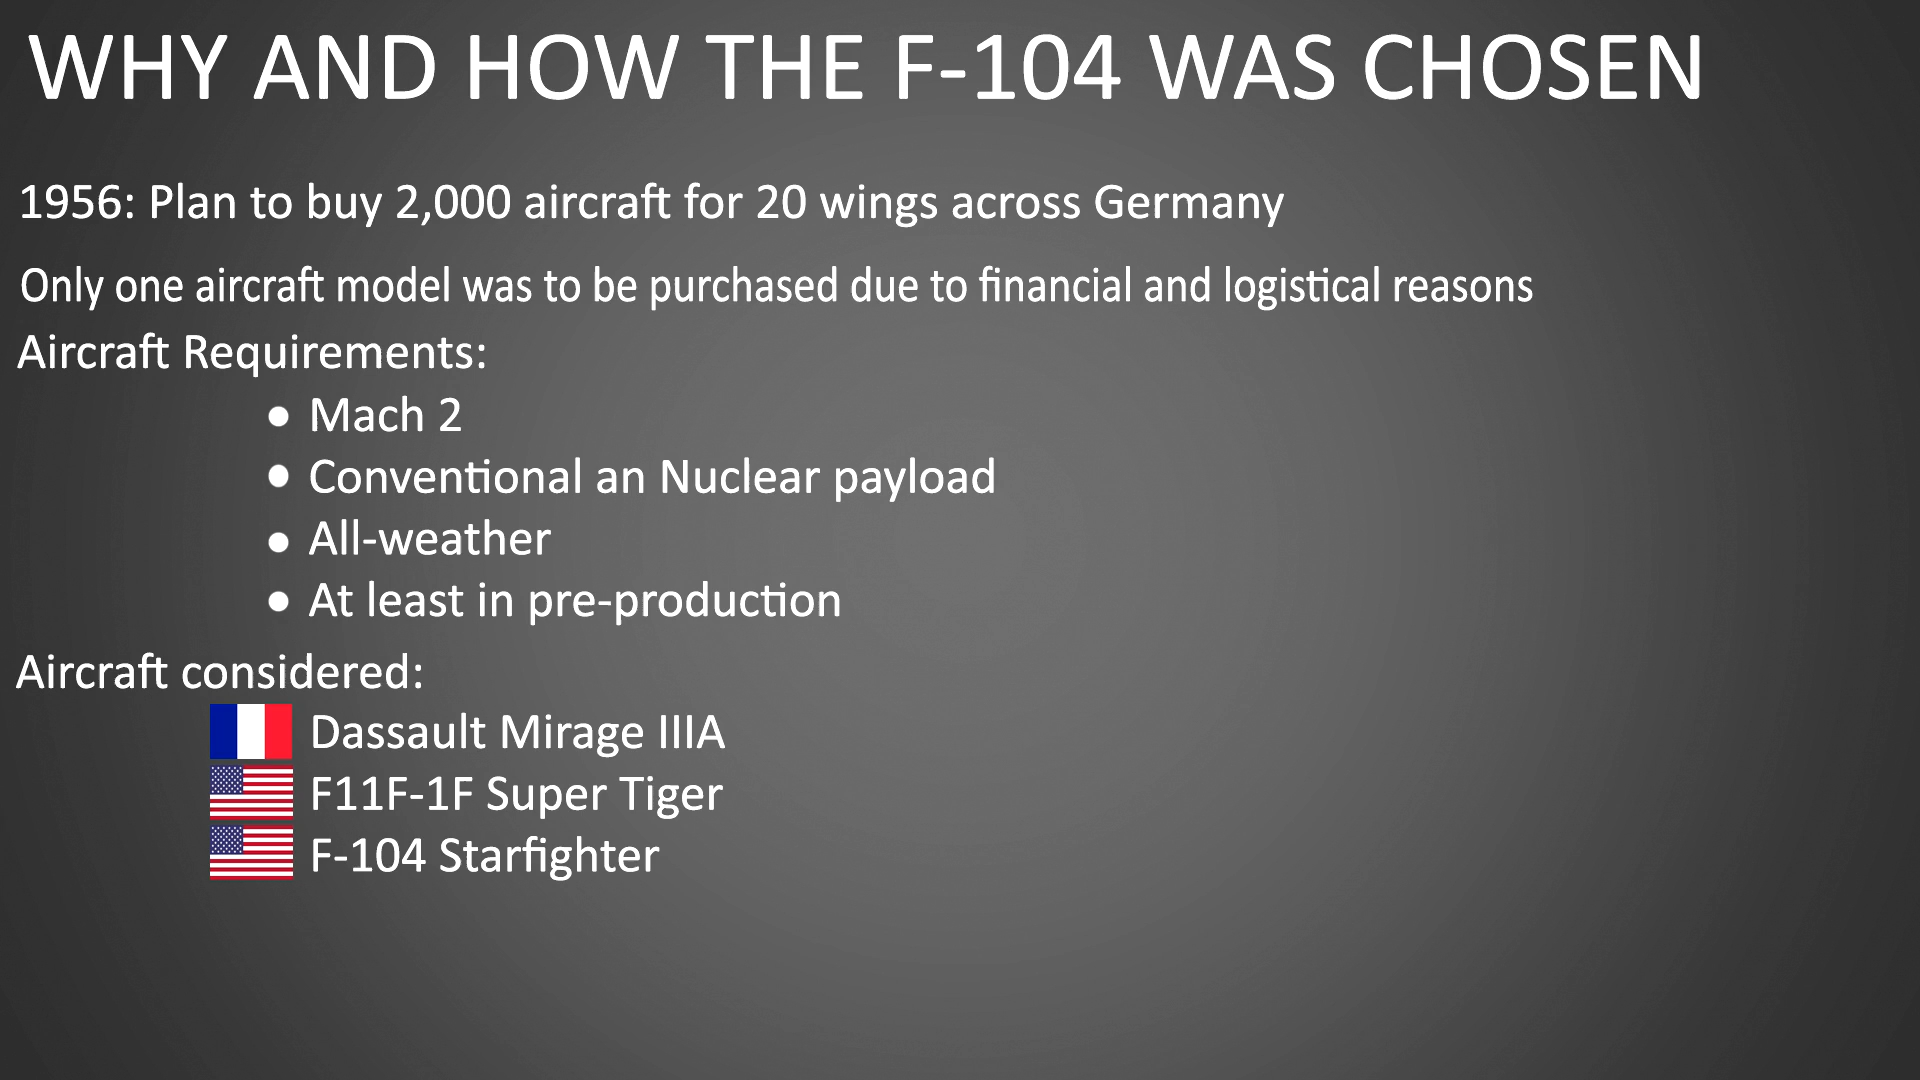 WHY AND HOW THE F-104 WAS CHOSEN
1956: Plan to buy 2,000 aircraft for 20 wings across Germany
Only one aircraft model was to be purchased due to financial and logistical reasons
Aircraft Requirements:
● Mach 2
● Conventional an Nuclear payload
● All-weather
● At least in pre-production
Aircraft considered:
Dassault Mirage IIIA
F11F-1F Super Tiger
F-104 Starfighter